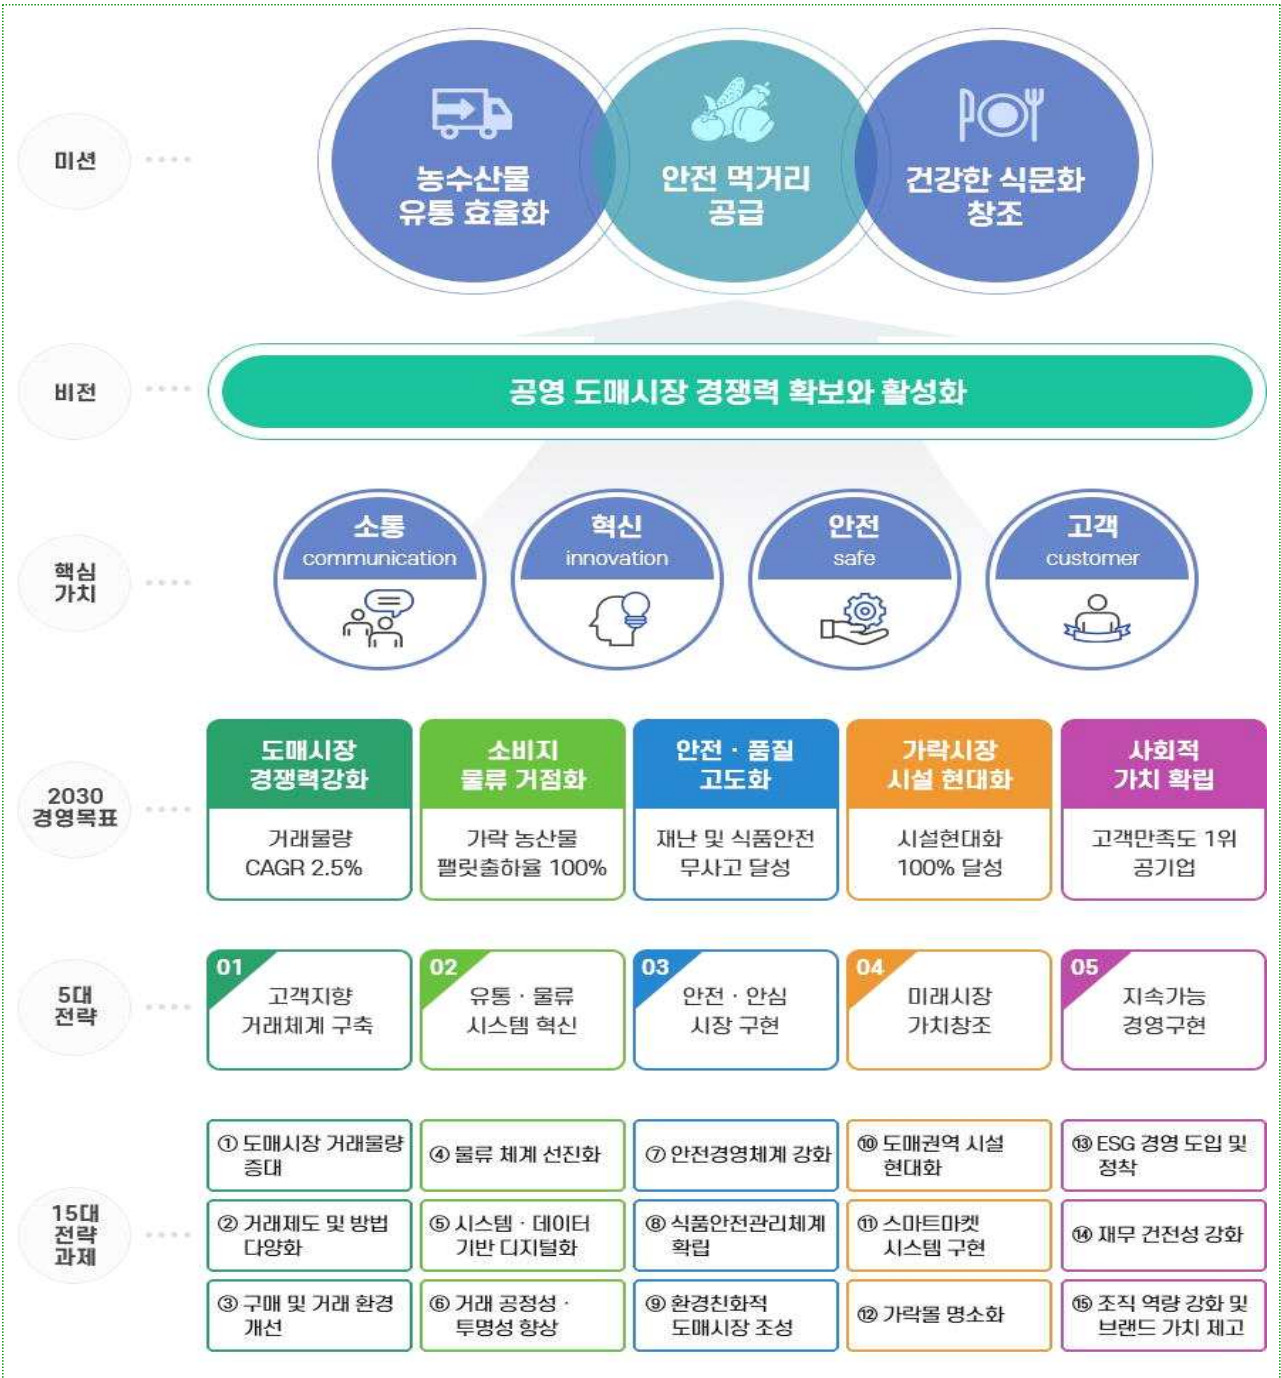 미션
농수산물
유통 효율화
안전 먹거리
공급
건강한 식문화
창조
비전
공영 도매시장 경쟁력 확보와 활성화
핵심
가치
소통
communication
혁신
innovation
안전
safe
고객
customer
2030
경영목표
도매시장
경쟁력강화
거래물량
CAGR 2.5%
소비지
물류 거점화
가락 농산물
팰릿출하율 100%
안전 · 품질
고도화
재난 및 식품안전
무사고 달성
가락시장
시설 현대화
시설현대화
100% 달성
사회적
가치 확립
고객만족도 1위
공기업
5대
전략
01
고객지향
거래체계 구축
02
유통 · 물류
시스템 혁신
03
안전 · 안심
시장 구현
04
미래시장
가치창조
05
지속가능
경영구현
15대
전략
과제
① 도매시장 거래물량
증대
② 거래제도 및 방법
다양화
③ 구매 및 거래 환경
개선
④ 물류 체계 선진화
⑤ 시스템 · 데이터
기반 디지털화
⑥ 거래 공정성 ·
투명성 향상
⑦ 안전경영체계 강화
⑧ 식품안전관리체계
확립
⑨ 환경친화적
도매시장 조성
⑩ 도매권역 시설
현대화
⑪ 스마트마켓
시스템 구현
⑫ 가락몰 명소화
⑬ ESG 경영 도입 및
정착
⑭ 재무 건전성 강화
⑮ 조직 역량 강화 및
브랜드 가치 제고